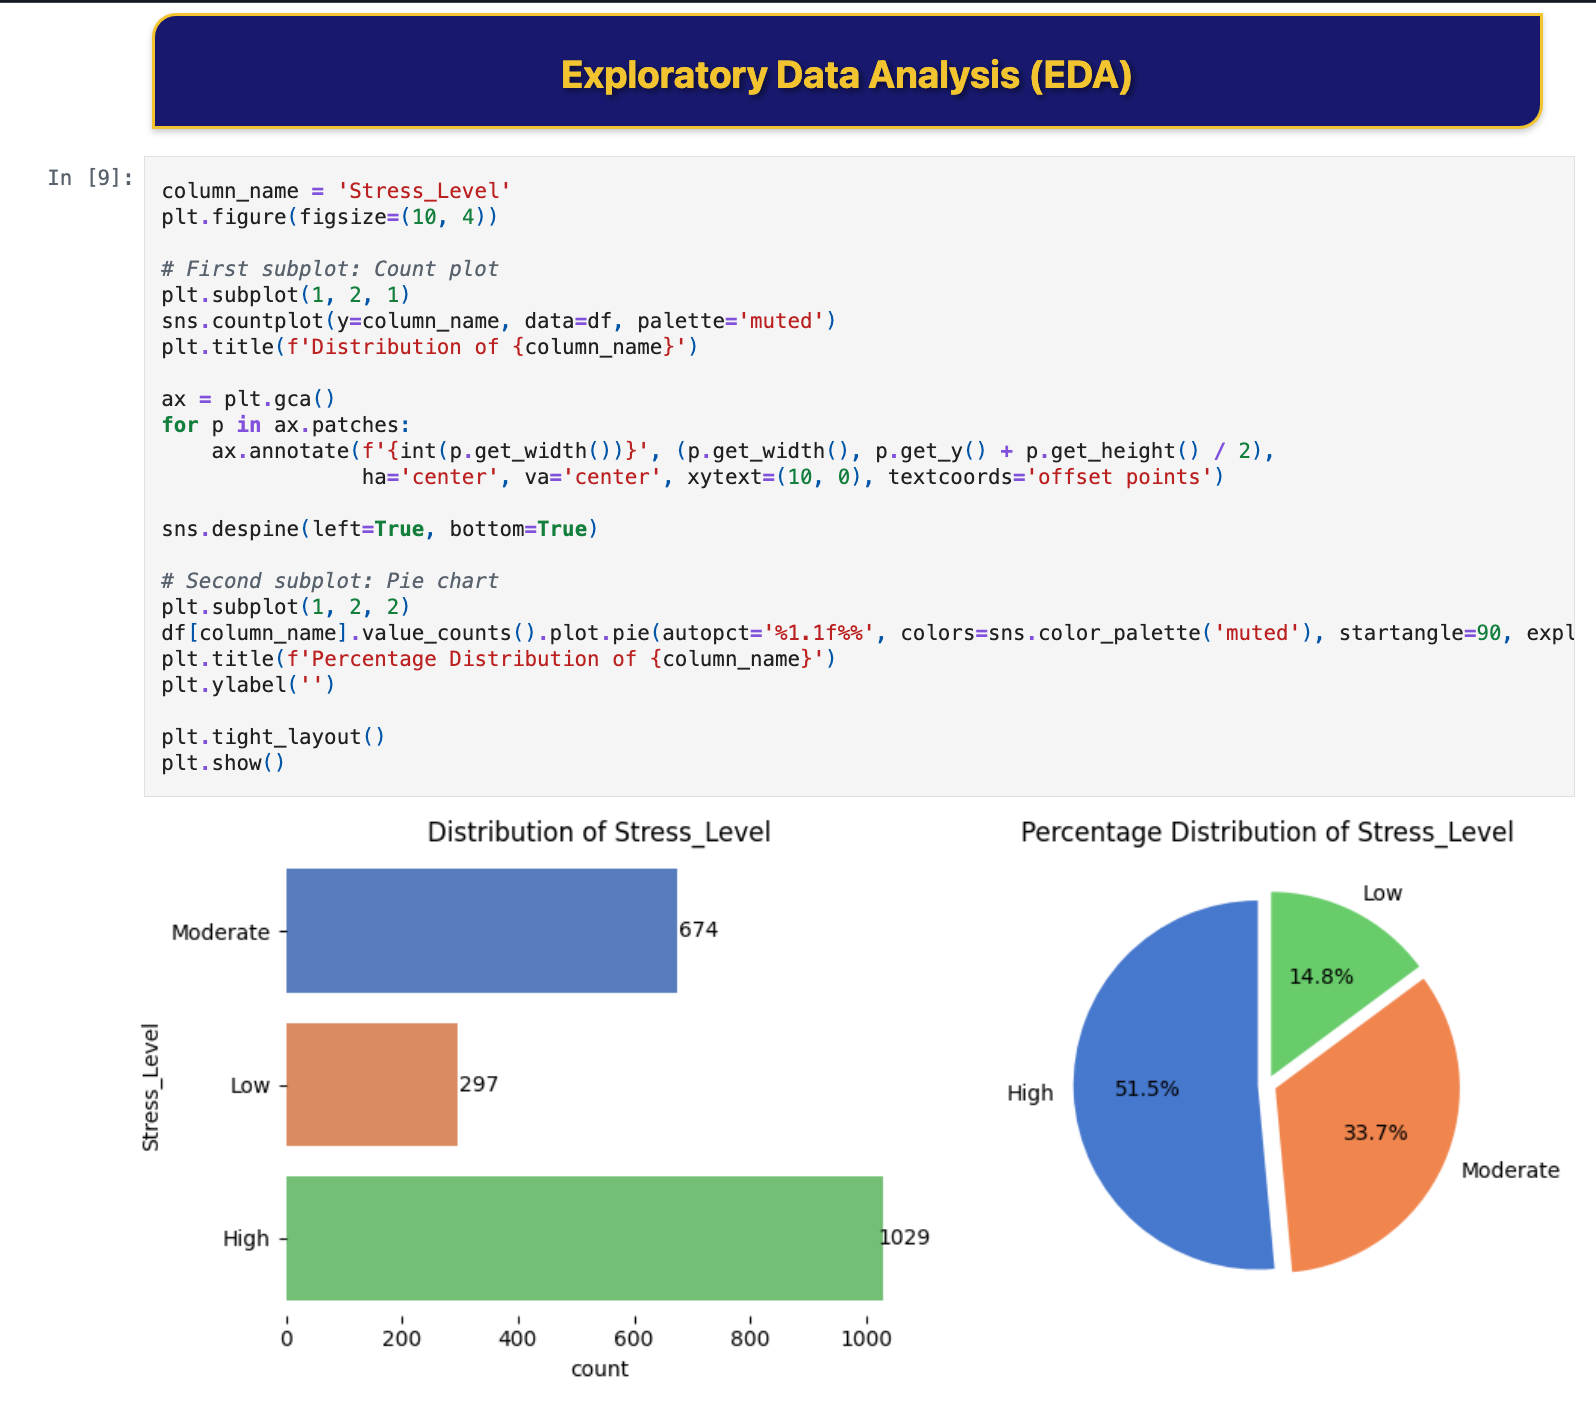 Exploratory Data Analysis (EDA)
In [9]:
column_name = 'Stress_Level'
plt.figure(figsize=(10, 4))
# First subplot: Count plot
plt.subplot(1, 2, 1)
sns.countplot(y=column_name, data=df, palette='muted')
plt.title(f'Distribution of {column_name}')
ax = plt.gca()
for p in ax.patches:
    ax.annotate(f'{int(p.get_width())}', (p.get_width(), p.get_y() + p.get_height() / 2),
                ha='center', va='center', xytext=(10, 0), textcoords='offset points')
sns.despine(left=True, bottom=True)
# Second subplot: Pie chart
plt.subplot(1, 2, 2)
df[column_name].value_counts().plot.pie(autopct='%1.1f%%', colors=sns.color_palette('muted'), startangle=90, expl
plt.title(f'Percentage Distribution of {column_name}')
plt.ylabel('')
plt.tight_layout()
plt.show()
Distribution of Stress_Level
Stress_Level
Moderate
674
Low
297
High
1029
0 200 400 600 800 1000
count
Percentage Distribution of Stress_Level
Low
14.8%
High
51.5%
33.7%
Moderate